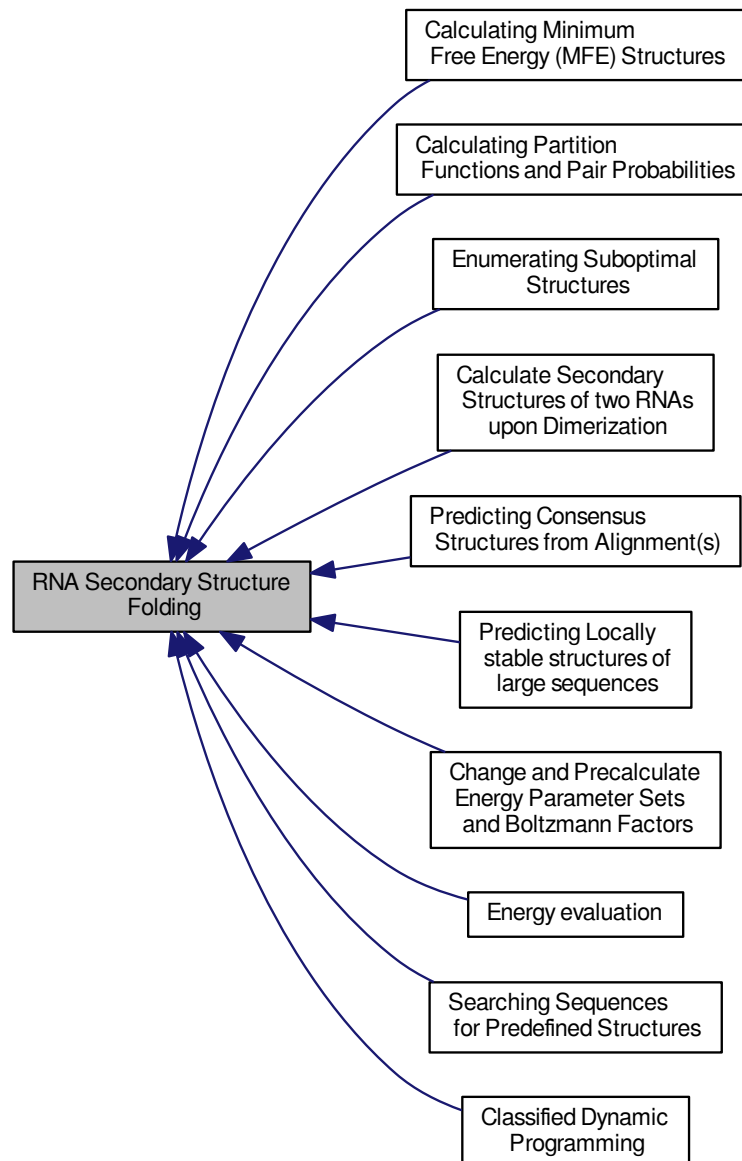 Calculating Minimum
Free Energy (MFE) Structures
Calculating Partition
Functions and Pair Probabilities
Enumerating Suboptimal
Structures
Calculate Secondary
Structures of two RNAs
upon Dimerization
Predicting Consensus
Structures from Alignment(s)
RNA Secondary Structure
Folding
Predicting Locally
stable structures of
large sequences
Change and Precalculate
Energy Parameter Sets
and Boltzmann Factors
Energy evaluation
Searching Sequences
for Predefined Structures
Classified Dynamic
Programming